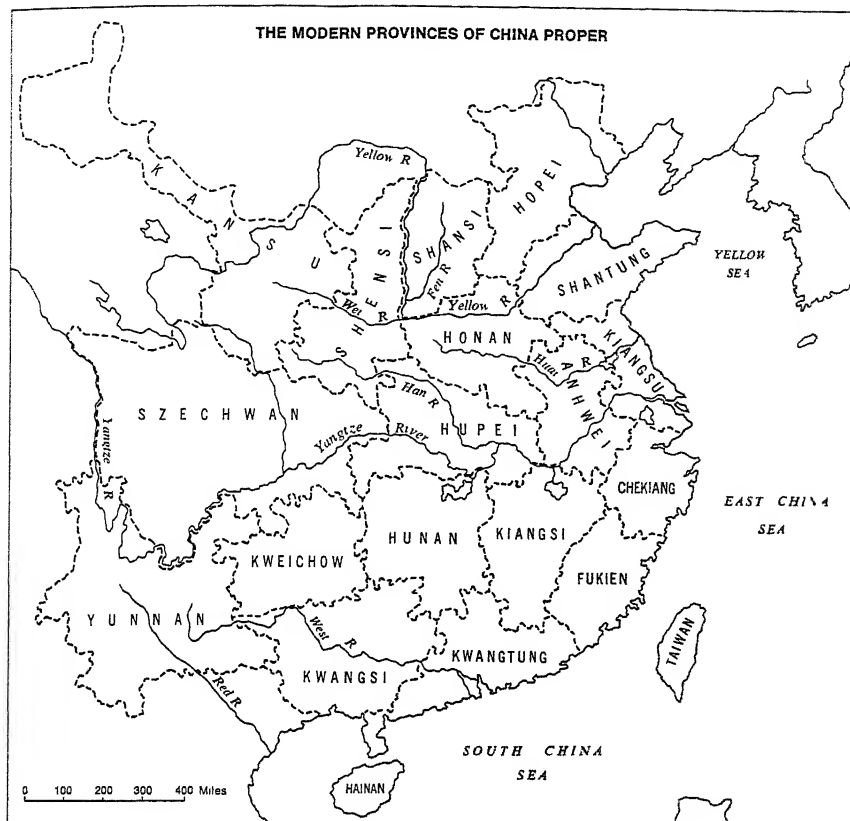 THE MODERN PROVINCES OF CHINA PROPER
Yellow R
KANSU
HOPEI
SHANSI
SHENSI
Fen R
Wei R
Yellow R
SHANTUNG
YELLOW
SEA
HONAN
KIANGSU
Huai R
ANHWEI
Han R
SZECHWAN
HUPEI
Yangtze River
Yangtze R
CHEKIANG
EAST CHINA
SEA
HUNAN
KIANGSI
KWEICHOW
FUKIEN
YUNNAN
West R
KWANGTUNG
TAIWAN
KWANGSI
Red R
SOUTH CHINA
SEA
HAINAN
0 100 200 300 400 Miles